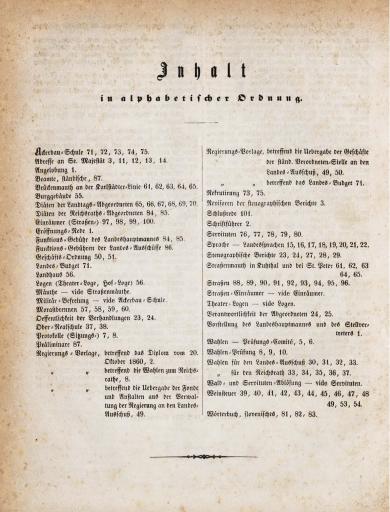 Inhalt
in alphabetischer Ordnung.
Ackerbau-Schule 71, 72, 73, 74, 75.
Adresse an Se. Majestät 3, 11, 12, 13, 14.
Angelobung 1.
Beamte, ständische, 87.
Brückenmauth an der Karlstädter-Linie 61, 62, 63, 64, 65.
Burggebäude 55.
Diäten der Landtags-Abgeordneten 65, 66, 67, 68, 69, 70.
Diäten der Reichsraths-Abgeordneten 84, 85.
Einräumer (Straßen-) 97, 98, 99, 100.
Eröffnungs-Rede 1.
Funktions-Gebühr des Landeshauptmannes 84, 85.
Funktions-Gebühren der Landes-Ausschüsse 86.
Geschäfts-Ordnung 50, 51.
Landes-Budget 71.
Landhaus 56.
Logen (Theater-Loge, Hof-Loge) 56.
Mäuthe — vide Straßenmäuthe.
Militär-Befreiung — vide Ackerbau-Schule.
Morastbrennen 57, 58, 59, 60.
Oeffentlichkeit der Verhandlungen 23, 24.
Ober-Realschule 37, 38.
Protokolle (Sitzungs-) 7, 8.
Präliminare 87.
Regierungs-Vorlage, betreffend das Diplom vom 20.
Oktober 1860, 2.
" " betreffend die Wahlen zum Reichs-
rathe, 8.
" " betreffend die Uebergabe der Fonde
und Anstalten aus der Verwal-
tung der Regierung an den Landes-
Ausschuß, 49.
Regierungs-Vorlage, betreffend die Uebergabe der Geschäfte
der ständ. Verordneten-Stelle an den
Landes-Ausschuß, 49, 50.
" " betreffend das Landes-Budget 71.
Rekrutirung 73, 75.
Revisoren der stenographischen Berichte 3.
Schlußrede 101.
Schriftführer 2.
Servituten 76, 77, 78, 79, 80.
Sprache — Landessprachen 15, 16, 17, 18, 19, 20, 21, 22.
Stenographische Berichte 23, 24, 27, 28, 29.
Straßenmauth in Kuhthal und bei St. Peter 61, 62, 63
64, 65.
Straßen 88, 89, 90, 91, 92, 93, 94, 95, 96.
Straßen-Einräumer — vide Einräumer.
Theater-Logen — vide Logen.
Verantwortlichkeit der Abgeordneten 24, 25.
Vorstellung des Landeshauptmannes und des Stellver-
treters 1.
Wahlen — Prüfungs-Comité, 5, 6.
Wahlen-Prüfung 8, 9, 10.
Wahlen für den Landes-Ausschuß 30, 31, 32, 33.
" für den Reichsrath 33, 34, 35, 36, 37.
Wald- und Servituten-Ablösung — vide Servituten.
Weinsteuer 39, 40, 41, 42, 43, 44, 45, 46, 47, 48
49, 53, 54.
Wörterbuch, slovenisches, 81, 82, 83.